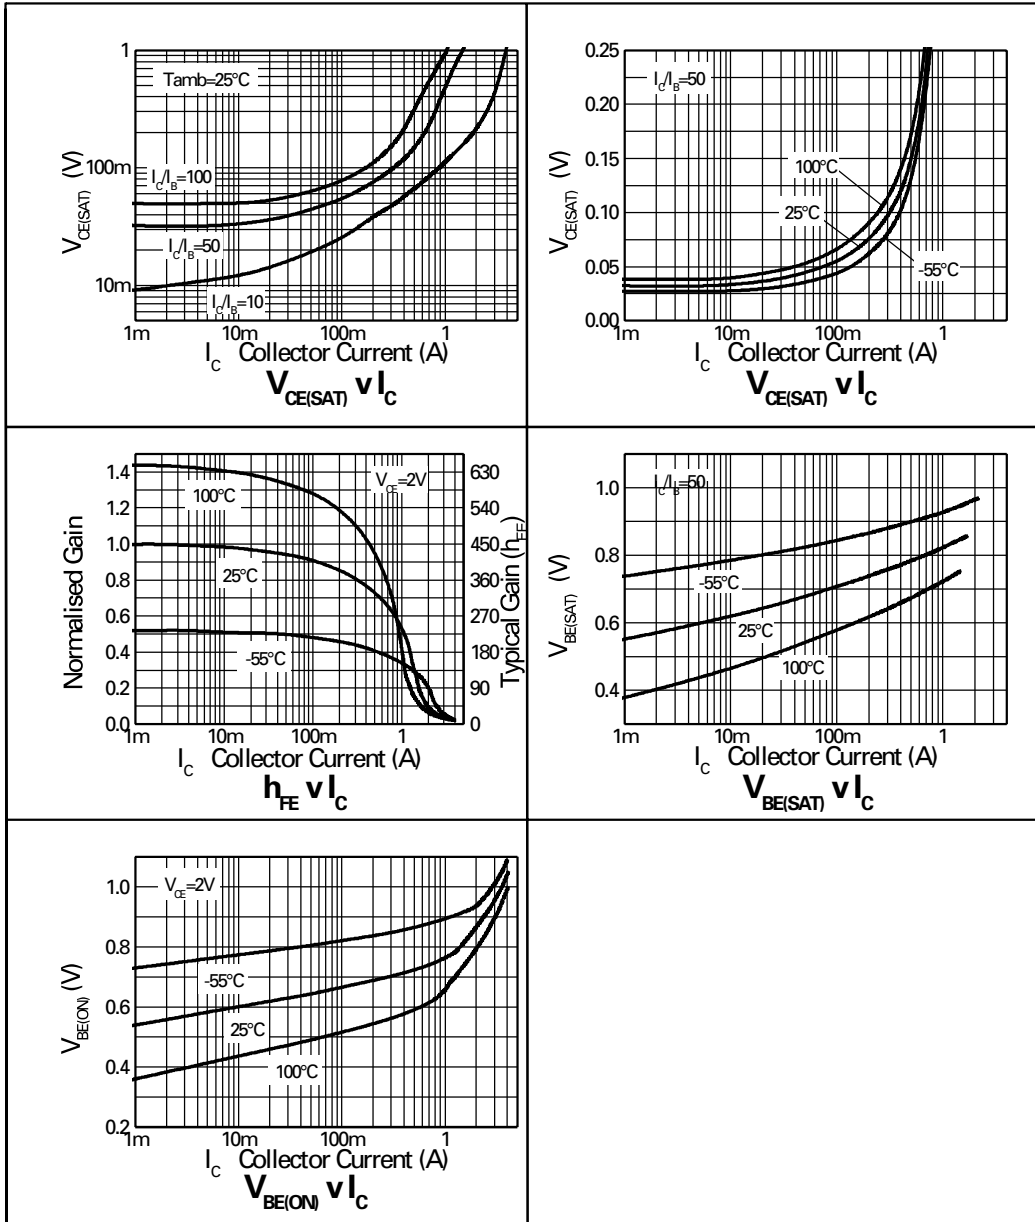 1
Tamb=25°C
100m
I_C/I_B=100
I_C/I_B=50
10m
I_C/I_B=10
V_CE(SAT) (V)
1m 10m 100m 1
I_C Collector Current (A)
V_CE(SAT) v I_C
0.25
I_C/I_B=50
0.20
0.15
100°C
0.10
25°C
0.05
-55°C
0.00
V_CE(SAT) (V)
1m 10m 100m 1
I_C Collector Current (A)
V_CE(SAT) v I_C
1.4
1.2
1.0
0.8
0.6
0.4
0.2
0.0
Normalised Gain
V_CE=2V
100°C
25°C
-55°C
630
540
450
360
270
180
90
0
Typical Gain (h_FE)
1m 10m 100m 1
I_C Collector Current (A)
h_FE v I_C
I_C/I_B=50
1.0
0.8
0.6
0.4
V_BE(SAT) (V)
-55°C
25°C
100°C
1m 10m 100m 1
I_C Collector Current (A)
V_BE(SAT) v I_C
V_CE=2V
1.0
0.8
0.6
0.4
0.2
V_BE(ON) (V)
-55°C
25°C
100°C
1m 10m 100m 1
I_C Collector Current (A)
V_BE(ON) v I_C